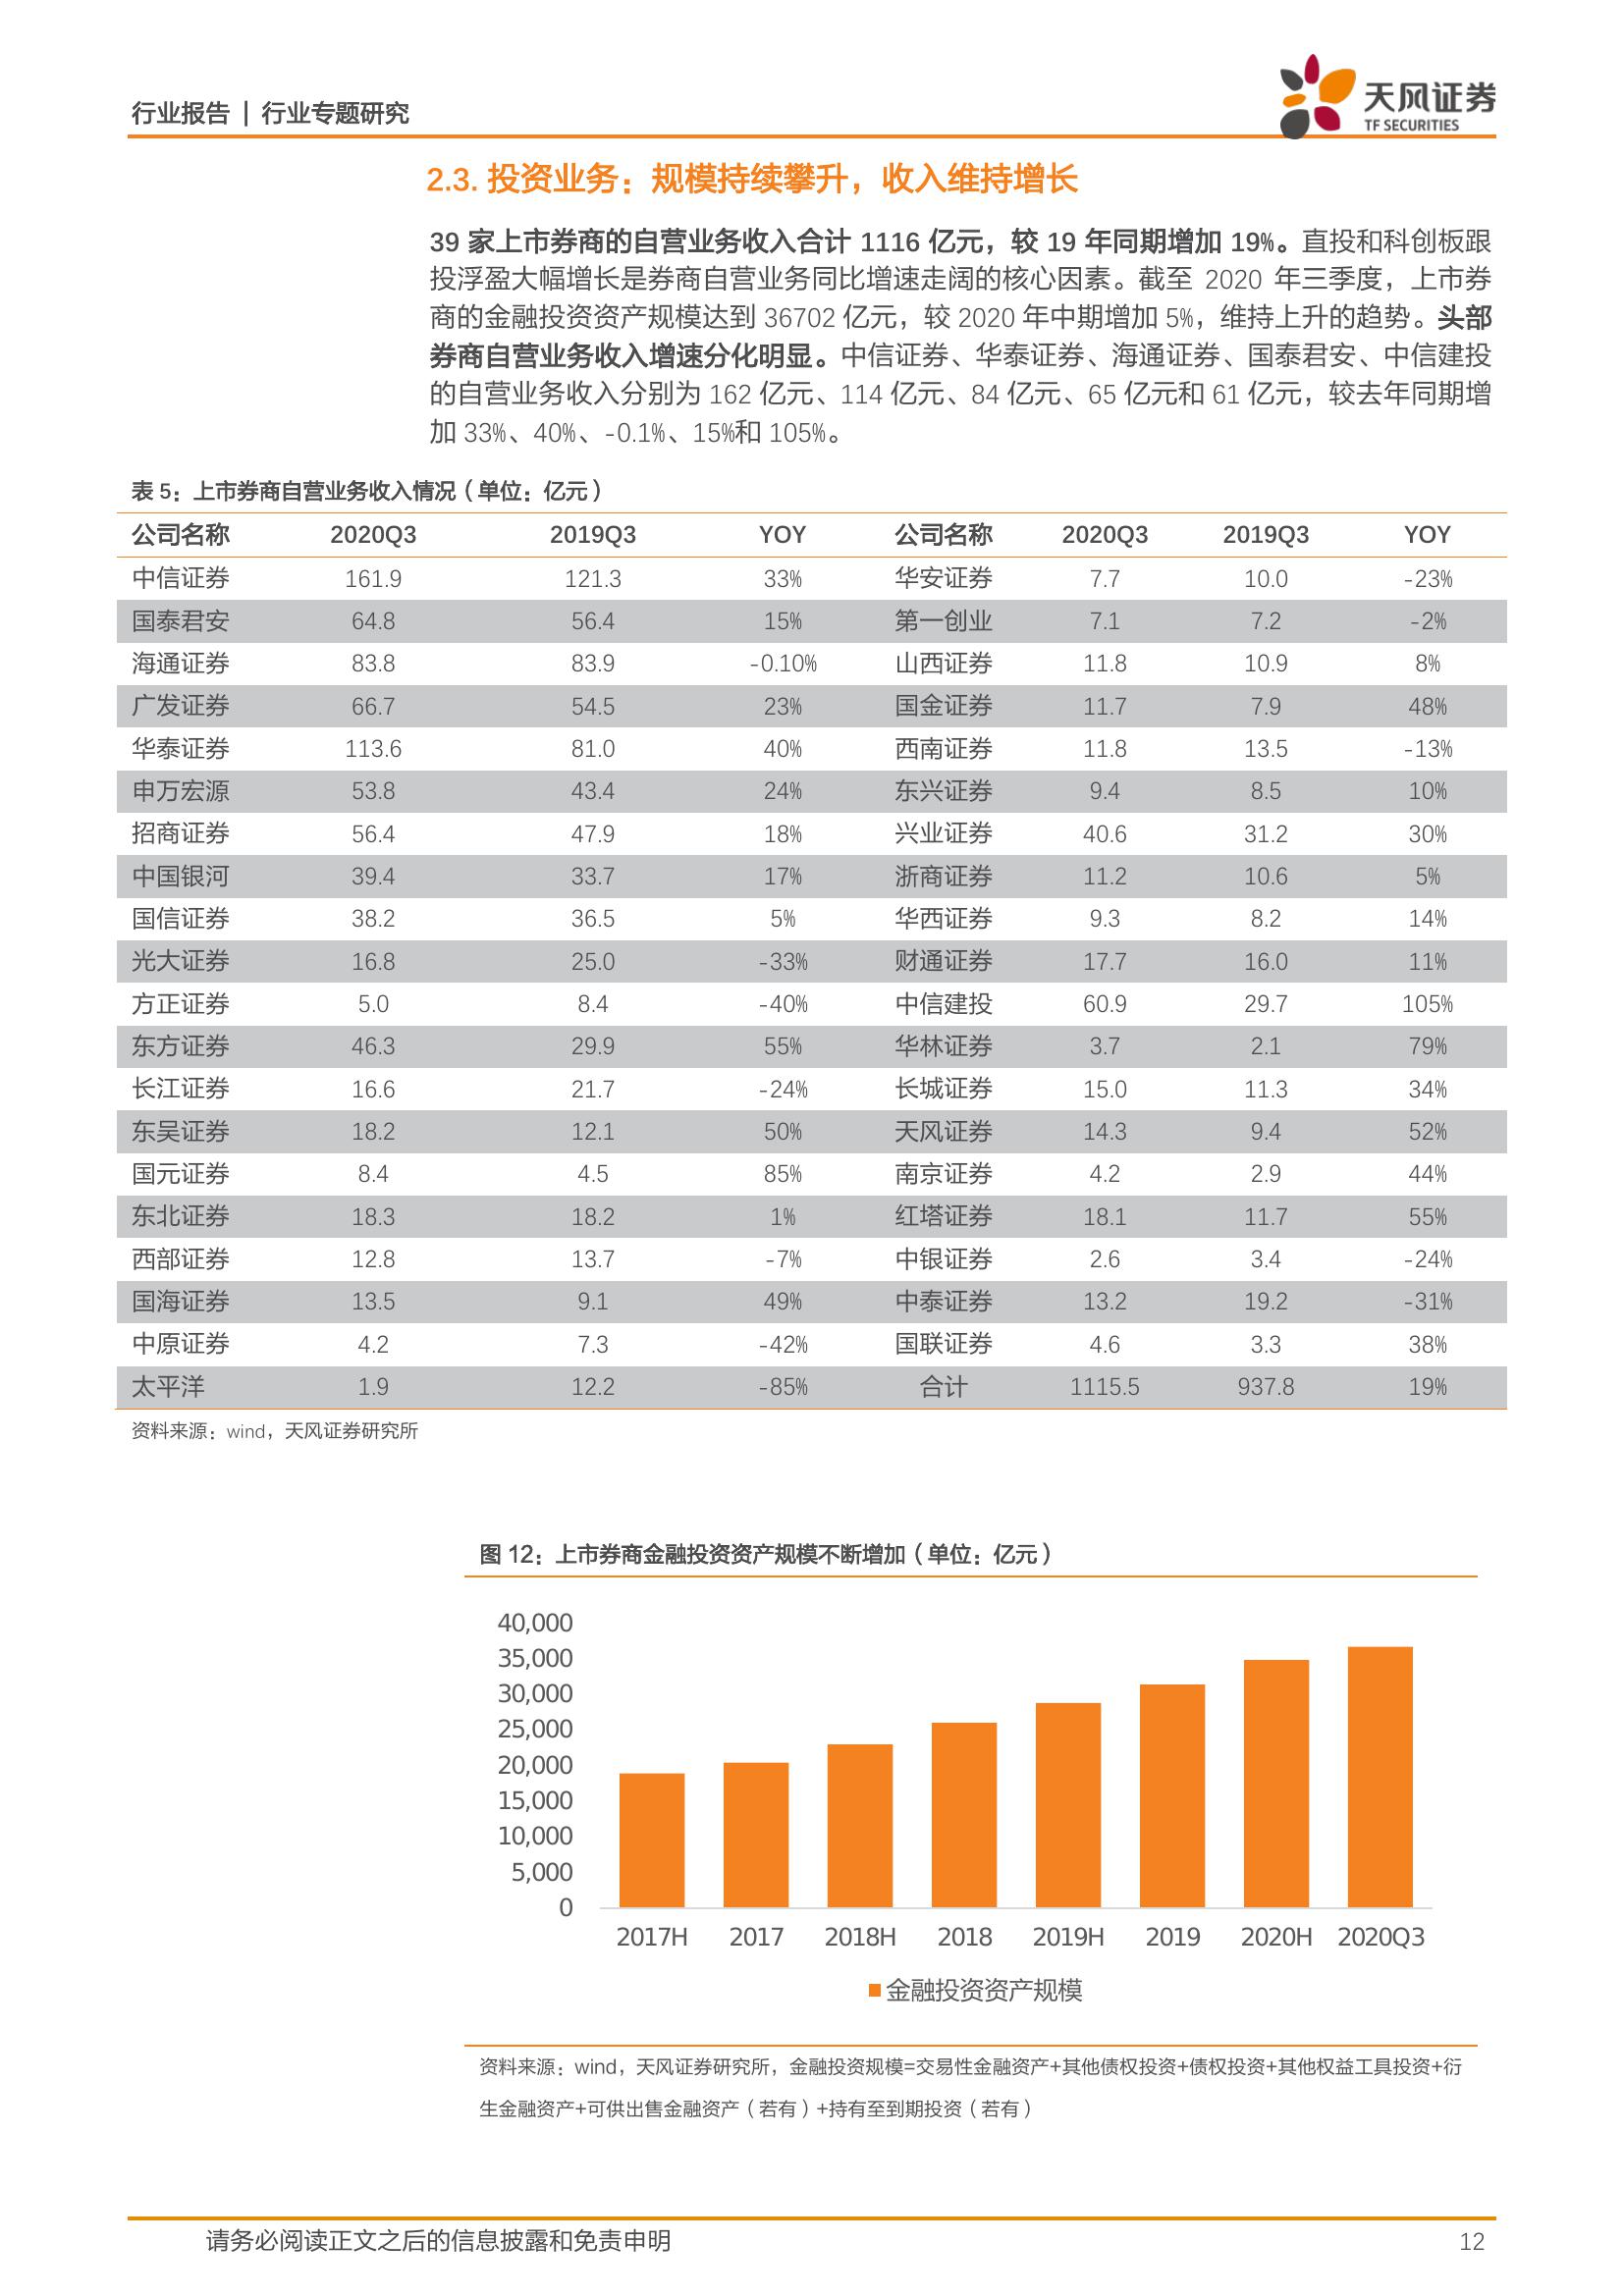 行业报告 | 行业专题研究
天风证券
TF SECURITIES
2.3. 投资业务：规模持续攀升，收入维持增长
39 家上市券商的自营业务收入合计 1116 亿元，较 19 年同期增加 19%。直投和科创板跟
投浮盈大幅增长是券商自营业务同比增速走阔的核心因素。截至 2020 年三季度，上市券
商的金融投资资产规模达到 36702 亿元，较 2020 年中期增加 5%，维持上升的趋势。头部
券商自营业务收入增速分化明显。中信证券、华泰证券、海通证券、国泰君安、中信建投
的自营业务收入分别为 162 亿元、114 亿元、84 亿元、65 亿元和 61 亿元，较去年同期增
加 33%、40%、-0.1%、15%和 105%。
表 5：上市券商自营业务收入情况（单位：亿元）
公司名称 2020Q3 2019Q3 YOY 公司名称 2020Q3 2019Q3 YOY
中信证券 161.9 121.3 33% 华安证券 7.7 10.0 -23%
国泰君安 64.8 56.4 15% 第一创业 7.1 7.2 -2%
海通证券 83.8 83.9 -0.10% 山西证券 11.8 10.9 8%
广发证券 66.7 54.5 23% 国金证券 11.7 7.9 48%
华泰证券 113.6 81.0 40% 西南证券 11.8 13.5 -13%
申万宏源 53.8 43.4 24% 东兴证券 9.4 8.5 10%
招商证券 56.4 47.9 18% 兴业证券 40.6 31.2 30%
中国银河 39.4 33.7 17% 浙商证券 11.2 10.6 5%
国信证券 38.2 36.5 5% 华西证券 9.3 8.2 14%
光大证券 16.8 25.0 -33% 财通证券 17.7 16.0 11%
方正证券 5.0 8.4 -40% 中信建投 60.9 29.7 105%
东方证券 46.3 29.9 55% 华林证券 3.7 2.1 79%
长江证券 16.6 21.7 -24% 长城证券 15.0 11.3 34%
东吴证券 18.2 12.1 50% 天风证券 14.3 9.4 52%
国元证券 8.4 4.5 85% 南京证券 4.2 2.9 44%
东北证券 18.3 18.2 1% 红塔证券 18.1 11.7 55%
西部证券 12.8 13.7 -7% 中银证券 2.6 3.4 -24%
国海证券 13.5 9.1 49% 中泰证券 13.2 19.2 -31%
中原证券 4.2 7.3 -42% 国联证券 4.6 3.3 38%
太平洋 1.9 12.2 -85% 合计 1115.5 937.8 19%
资料来源：wind，天风证券研究所
图 12：上市券商金融投资资产规模不断增加（单位：亿元）
40,000
35,000
30,000
25,000
20,000
15,000
10,000
5,000
0
2017H 2017 2018H 2018 2019H 2019 2020H 2020Q3
金融投资资产规模
资料来源：wind，天风证券研究所，金融投资规模=交易性金融资产+其他债权投资+债权投资+其他权益工具投资+衍
生金融资产+可供出售金融资产（若有）+持有至到期投资（若有）
请务必阅读正文之后的信息披露和免责申明 12